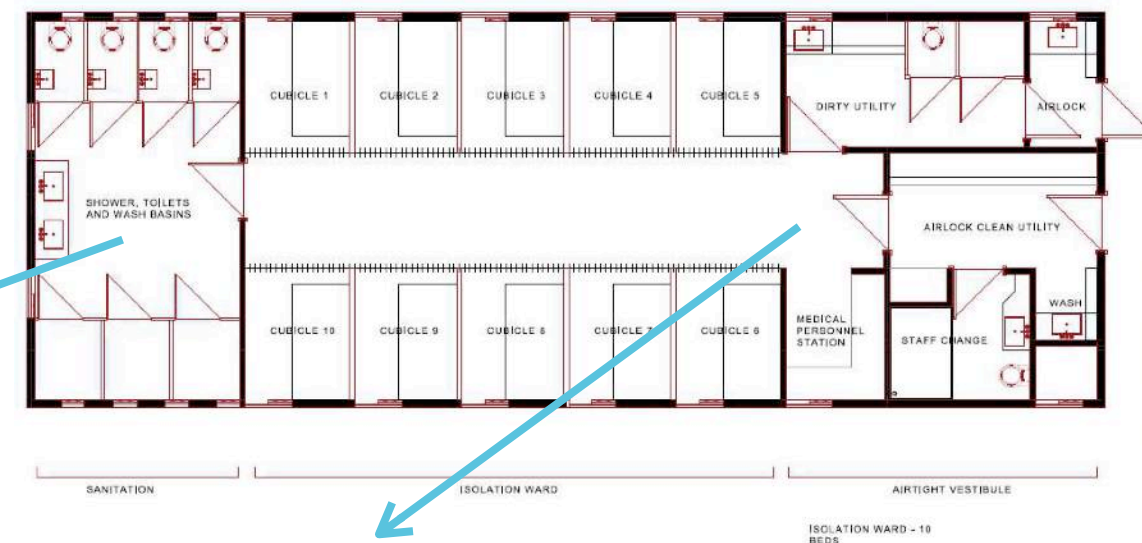 CUBICLE 1
CUBICLE 2
CUBICLE 3
CUBICLE 4
CUBICLE 5
DIRTY UTILITY
AIRLOCK
SHOWER, TOILETS
AND WASH BASINS
AIRLOCK CLEAN UTILITY
CUBICLE 10
CUBICLE 9
CUBICLE 8
CUBICLE 7
CUBICLE 6
MEDICAL
PERSONNEL
STATION
STAFF CHANGE
WASH
SANITATION
ISOLATION WARD
AIRTIGHT VESTIBULE
ISOLATION WARD - 10
BEDS